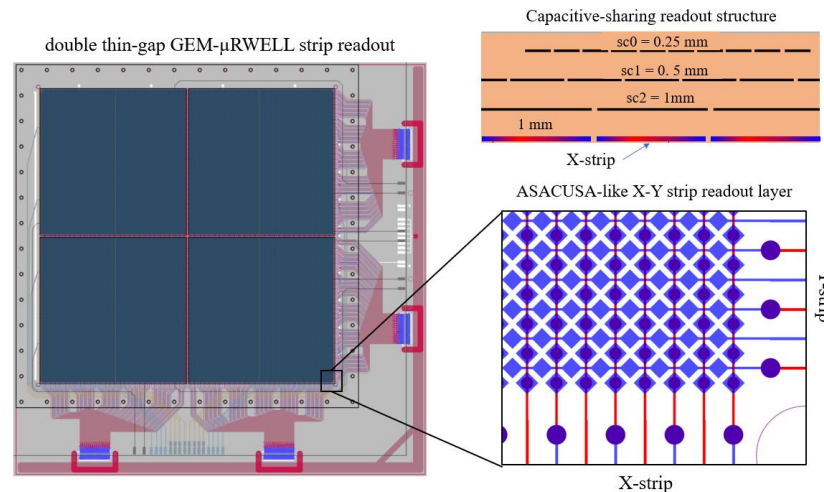 Capacitive-sharing readout structure
double thin-gap GEM-µRWELL strip readout
sc0 = 0.25 mm
sc1 = 0. 5 mm
sc2 = 1mm
1 mm
X-strip
ASACUSA-like X-Y strip readout layer
X-strip